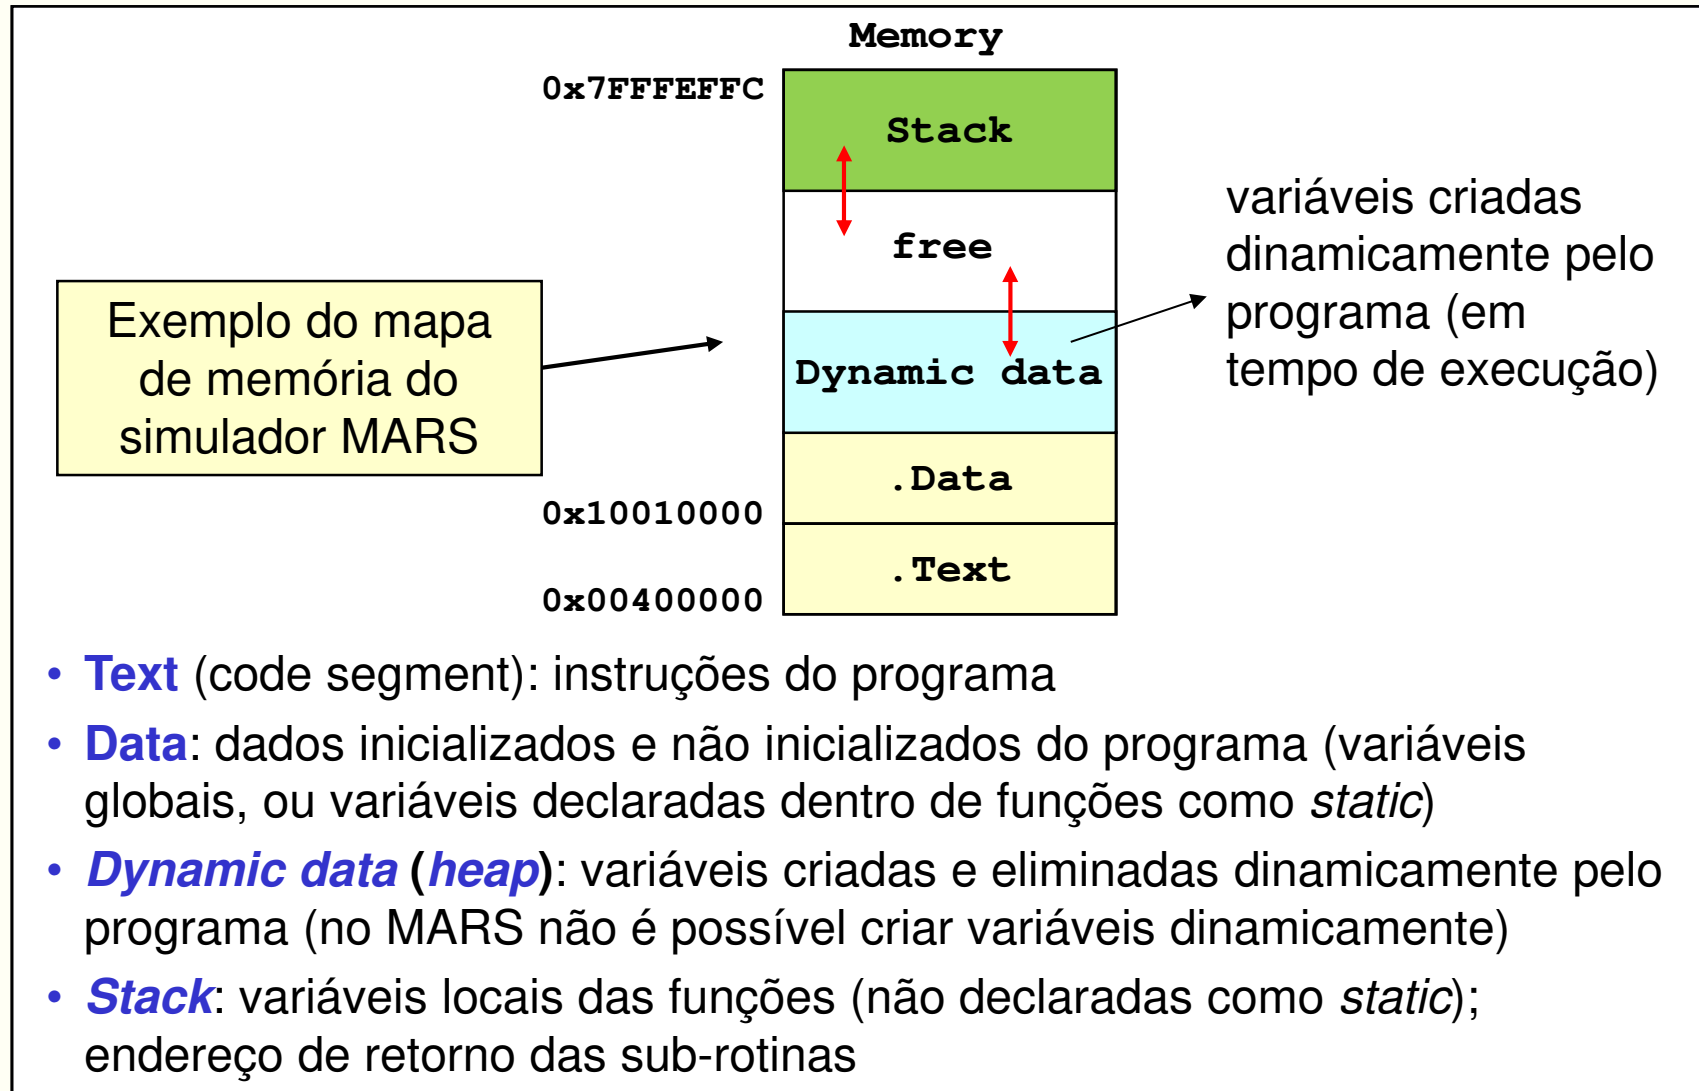 Memory
0x7FFFEFFC
Stack
free
variáveis criadas
dinamicamente pelo
programa (em
tempo de execução)
Exemplo do mapa
de memória do
simulador MARS
Dynamic data
.Data
0x10010000
.Text
0x00400000
• Text (code segment): instruções do programa
• Data: dados inicializados e não inicializados do programa (variáveis
globais, ou variáveis declaradas dentro de funções como static)
• Dynamic data (heap): variáveis criadas e eliminadas dinamicamente pelo
programa (no MARS não é possível criar variáveis dinamicamente)
• Stack: variáveis locais das funções (não declaradas como static);
endereço de retorno das sub-rotinas